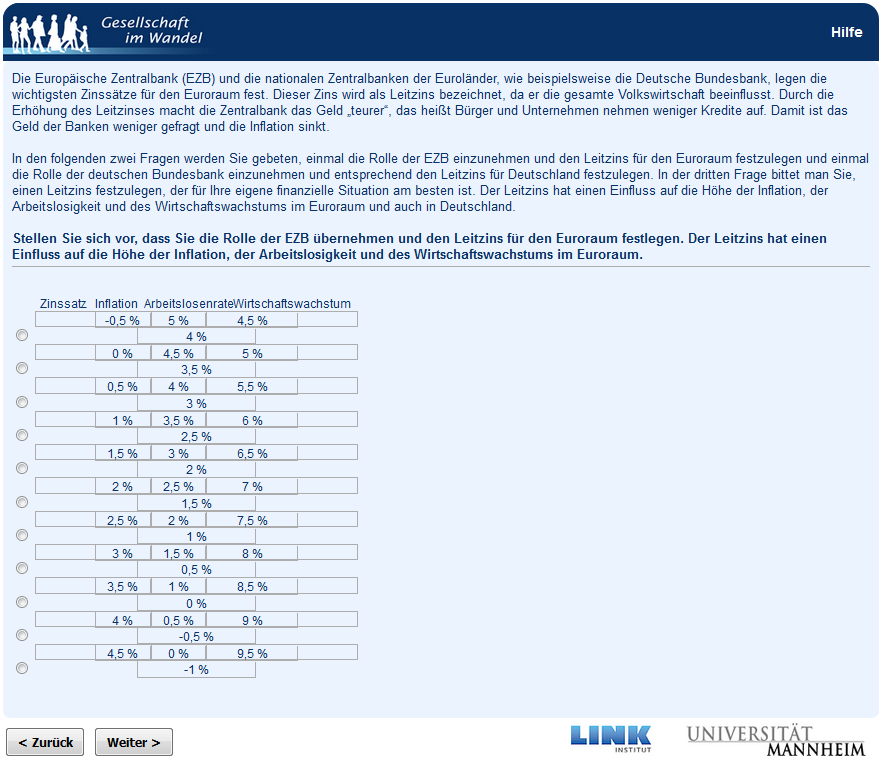 Gesellschaft
im Wandel
Hilfe
Die Europäische Zentralbank (EZB) und die nationalen Zentralbanken der Euroländer, wie beispielsweise die Deutsche Bundesbank, legen die
wichtigsten Zinssätze für den Euroraum fest. Dieser Zins wird als Leitzins bezeichnet, da er die gesamte Volkswirtschaft beeinflusst. Durch die
Erhöhung des Leitzinses macht die Zentralbank das Geld „teurer“, das heißt Bürger und Unternehmen nehmen weniger Kredite auf. Damit ist das
Geld der Banken weniger gefragt und die Inflation sinkt.
In den folgenden zwei Fragen werden Sie gebeten, einmal die Rolle der EZB einzunehmen und den Leitzins für den Euroraum festzulegen und einmal
die Rolle der deutschen Bundesbank einzunehmen und entsprechend den Leitzins für Deutschland festzulegen. In der dritten Frage bittet man Sie,
einen Leitzins festzulegen, der für Ihre eigene finanzielle Situation am besten ist. Der Leitzins hat einen Einfluss auf die Höhe der Inflation, der
Arbeitslosigkeit und des Wirtschaftswachstums im Euroraum und auch in Deutschland.
Stellen Sie sich vor, dass Sie die Rolle der EZB übernehmen und den Leitzins für den Euroraum festlegen. Der Leitzins hat einen
Einfluss auf die Höhe der Inflation, der Arbeitslosigkeit und des Wirtschaftswachstums im Euroraum.
Zinssatz Inflation ArbeitslosenrateWirtschaftswachstum
-0,5 % 5 % 4,5 %
4 %
0 % 4,5 % 5 %
3,5 %
0,5 % 4 % 5,5 %
3 %
1 % 3,5 % 6 %
2,5 %
1,5 % 3 % 6,5 %
2 %
2 % 2,5 % 7 %
1,5 %
2,5 % 2 % 7,5 %
1 %
3 % 1,5 % 8 %
0,5 %
3,5 % 1 % 8,5 %
0 %
4 % 0,5 % 9 %
-0,5 %
4,5 % 0 % 9,5 %
-1 %
< Zurück Weiter >
LINK
INSTITUT
UNIVERSITÄT
MANNHEIM